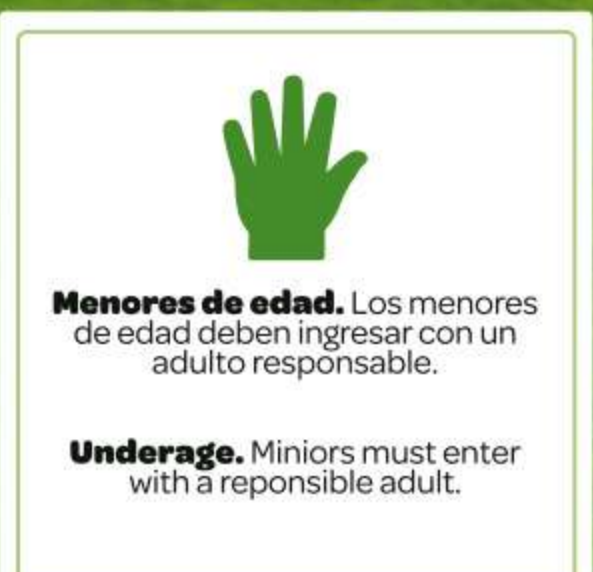 Menores de edad. Los menores
de edad deben ingresar con un
adulto responsable.
Underage. Miniors must enter
with a reponsible adult.